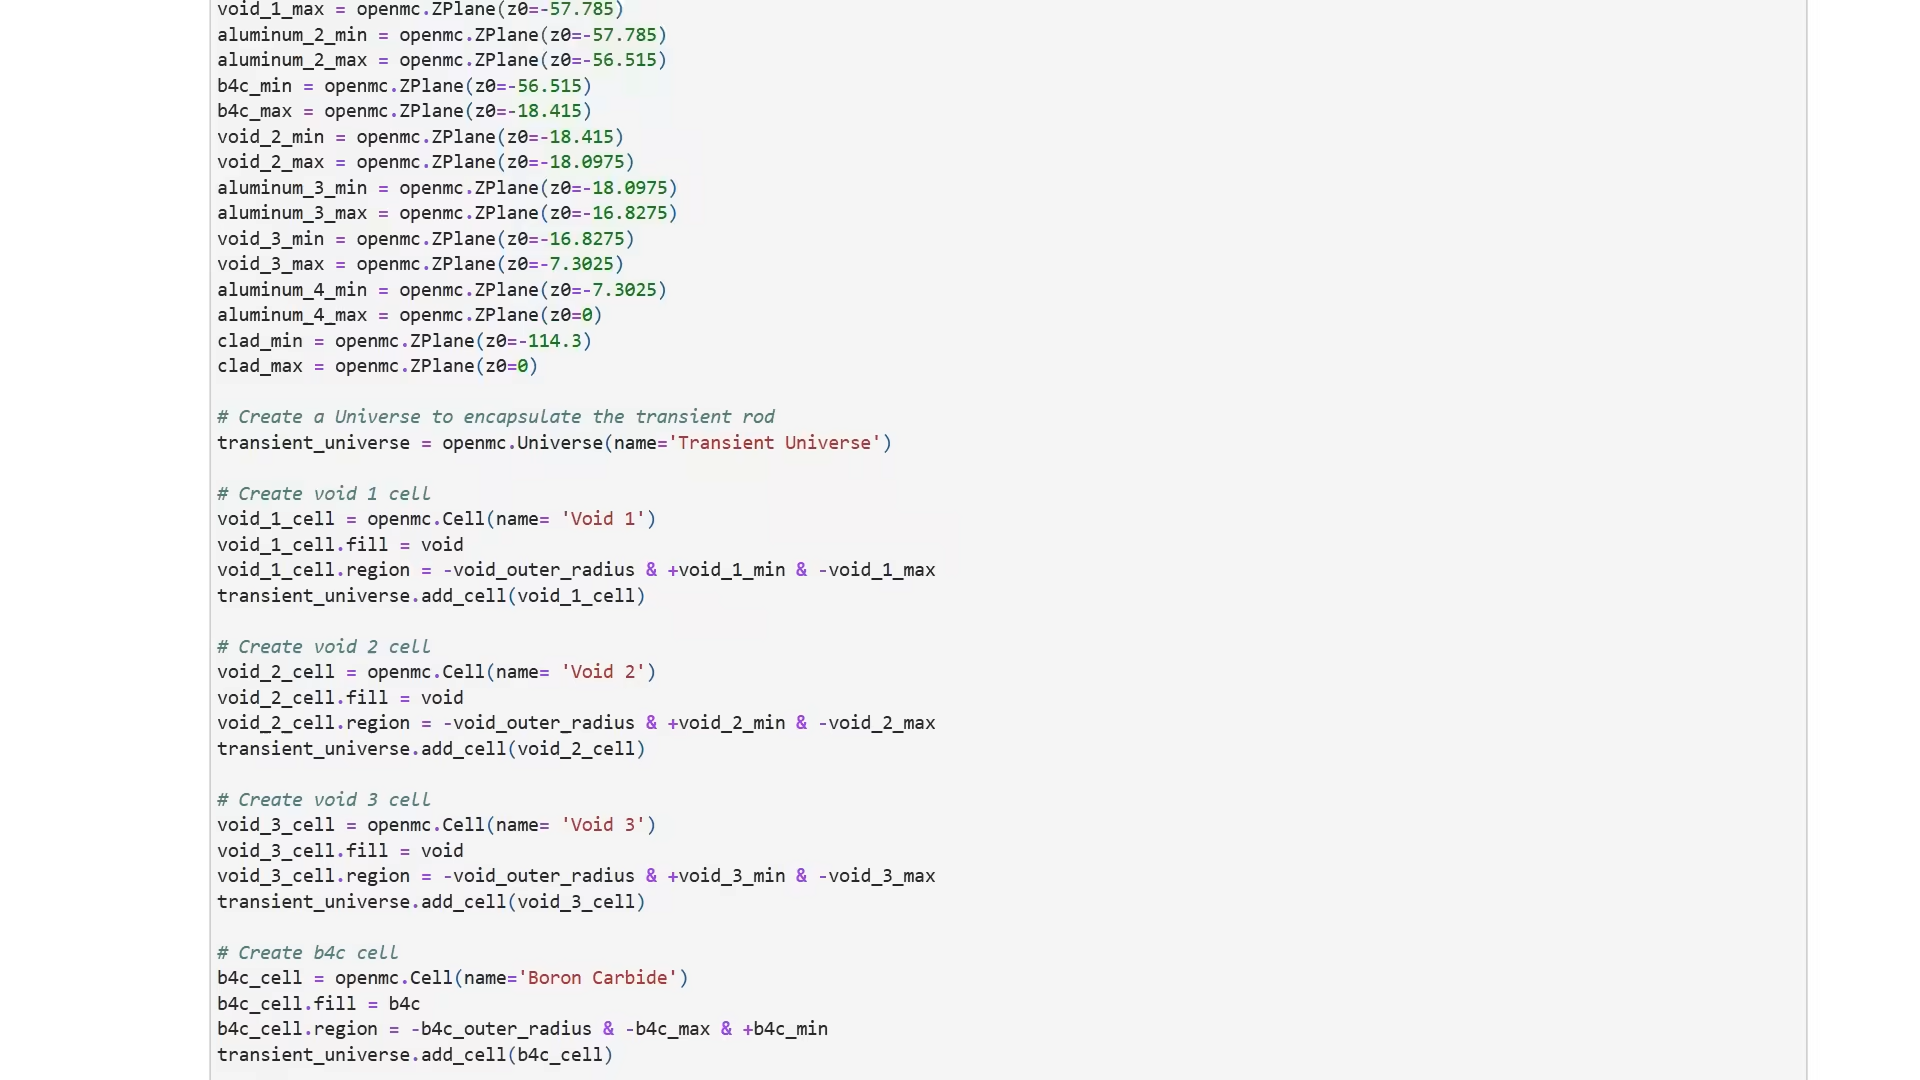 void_1_max = openmc.ZPlane(z0=-57.785)
aluminum_2_min = openmc.ZPlane(z0=-57.785)
aluminum_2_max = openmc.ZPlane(z0=-56.515)
b4c_min = openmc.ZPlane(z0=-56.515)
b4c_max = openmc.ZPlane(z0=-18.415)
void_2_min = openmc.ZPlane(z0=-18.415)
void_2_max = openmc.ZPlane(z0=-18.0975)
aluminum_3_min = openmc.ZPlane(z0=-18.0975)
aluminum_3_max = openmc.ZPlane(z0=-16.8275)
void_3_min = openmc.ZPlane(z0=-16.8275)
void_3_max = openmc.ZPlane(z0=-7.3025)
aluminum_4_min = openmc.ZPlane(z0=-7.3025)
aluminum_4_max = openmc.ZPlane(z0=0)
clad_min = openmc.ZPlane(z0=-114.3)
clad_max = openmc.ZPlane(z0=0)

# Create a Universe to encapsulate the transient rod
transient_universe = openmc.Universe(name='Transient Universe')

# Create void 1 cell
void_1_cell = openmc.Cell(name= 'Void 1')
void_1_cell.fill = void
void_1_cell.region = -void_outer_radius & +void_1_min & -void_1_max
transient_universe.add_cell(void_1_cell)

# Create void 2 cell
void_2_cell = openmc.Cell(name= 'Void 2')
void_2_cell.fill = void
void_2_cell.region = -void_outer_radius & +void_2_min & -void_2_max
transient_universe.add_cell(void_2_cell)

# Create void 3 cell
void_3_cell = openmc.Cell(name= 'Void 3')
void_3_cell.fill = void
void_3_cell.region = -void_outer_radius & +void_3_min & -void_3_max
transient_universe.add_cell(void_3_cell)

# Create b4c cell
b4c_cell = openmc.Cell(name='Boron Carbide')
b4c_cell.fill = b4c
b4c_cell.region = -b4c_outer_radius & -b4c_max & +b4c_min
transient_universe.add_cell(b4c_cell)